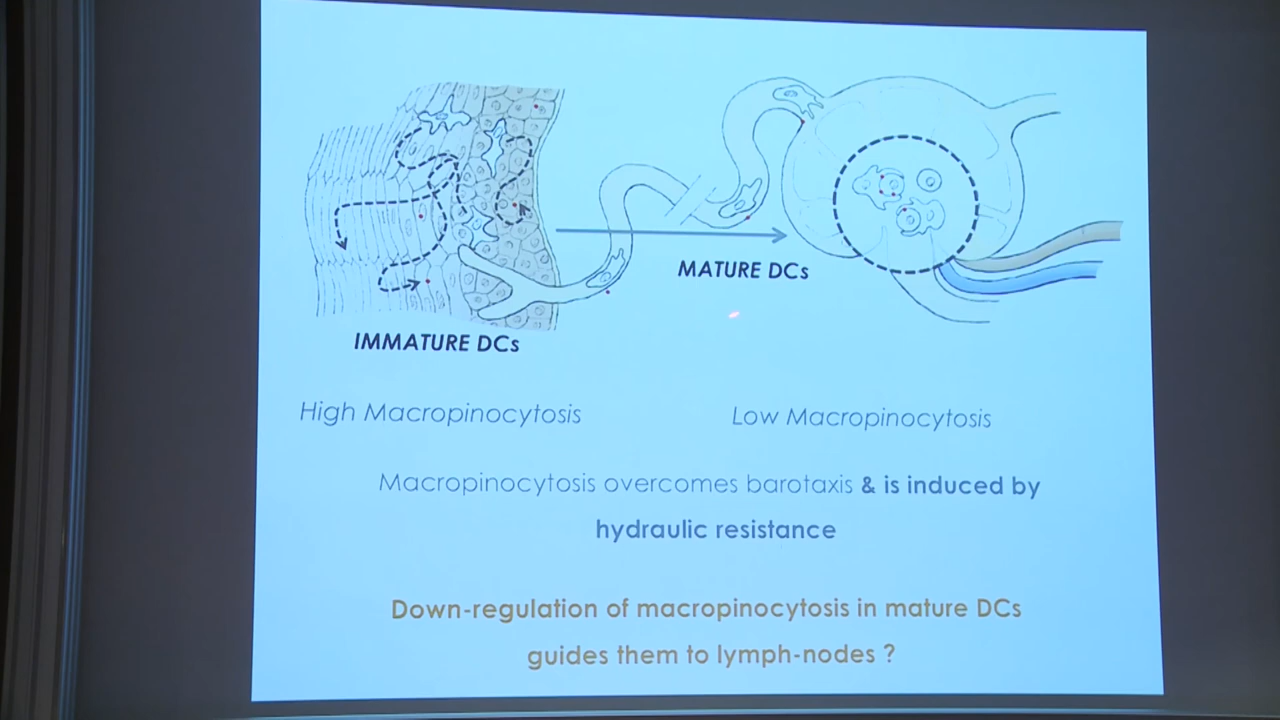 MATURE DCs
IMMATURE DCs
High Macropinocytosis
Low Macropinocytosis
Macropinocytosis overcomes barotaxis & is induced by
hydraulic resistance
Down-regulation of macropinocytosis in mature DCs
guides them to lymph-nodes ?